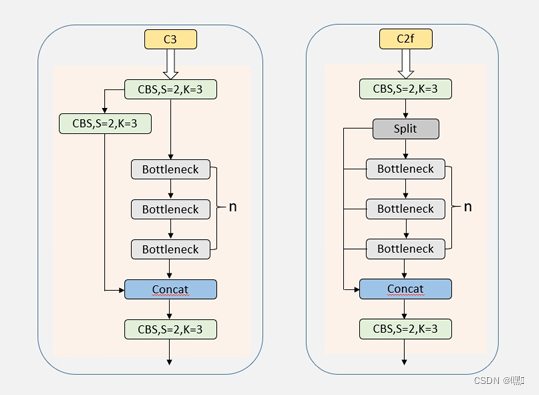 C3
CBS,S=2,K=3
CBS,S=2,K=3
Bottleneck
Bottleneck
Bottleneck
n
Concat
CBS,S=2,K=3
C2f
CBS,S=2,K=3
Split
Bottleneck
Bottleneck
Bottleneck
n
Concat
CBS,S=2,K=3
CSDN